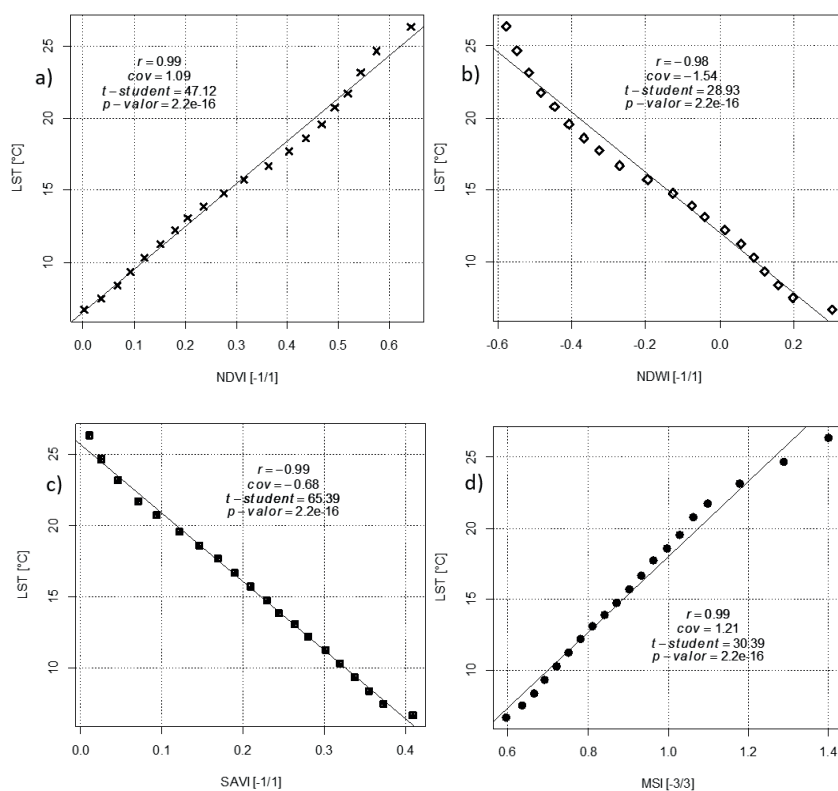 a)
r = 0.99
cov = 1.09
t-student = 47.12
p-valor = 2.2e-16
LST [°C]
25
20
15
10
0.0 0.1 0.2 0.3 0.4 0.5 0.6
NDVI [-1/1]
b)
r = -0.98
cov = -1.54
t-student = 28.93
p-valor = 2.2e-16
LST [°C]
25
20
15
10
-0.6 -0.4 -0.2 0.0 0.2
NDWI [-1/1]
c)
r = -0.99
cov = -0.68
t-student = 65.39
p-valor = 2.2e-16
LST [°C]
25
20
15
10
0.0 0.1 0.2 0.3 0.4
SAVI [-1/1]
d)
r = 0.99
cov = 1.21
t-student = 30.39
p-valor = 2.2e-16
LST [°C]
25
20
15
10
0.6 0.8 1.0 1.2 1.4
MSI [-3/3]